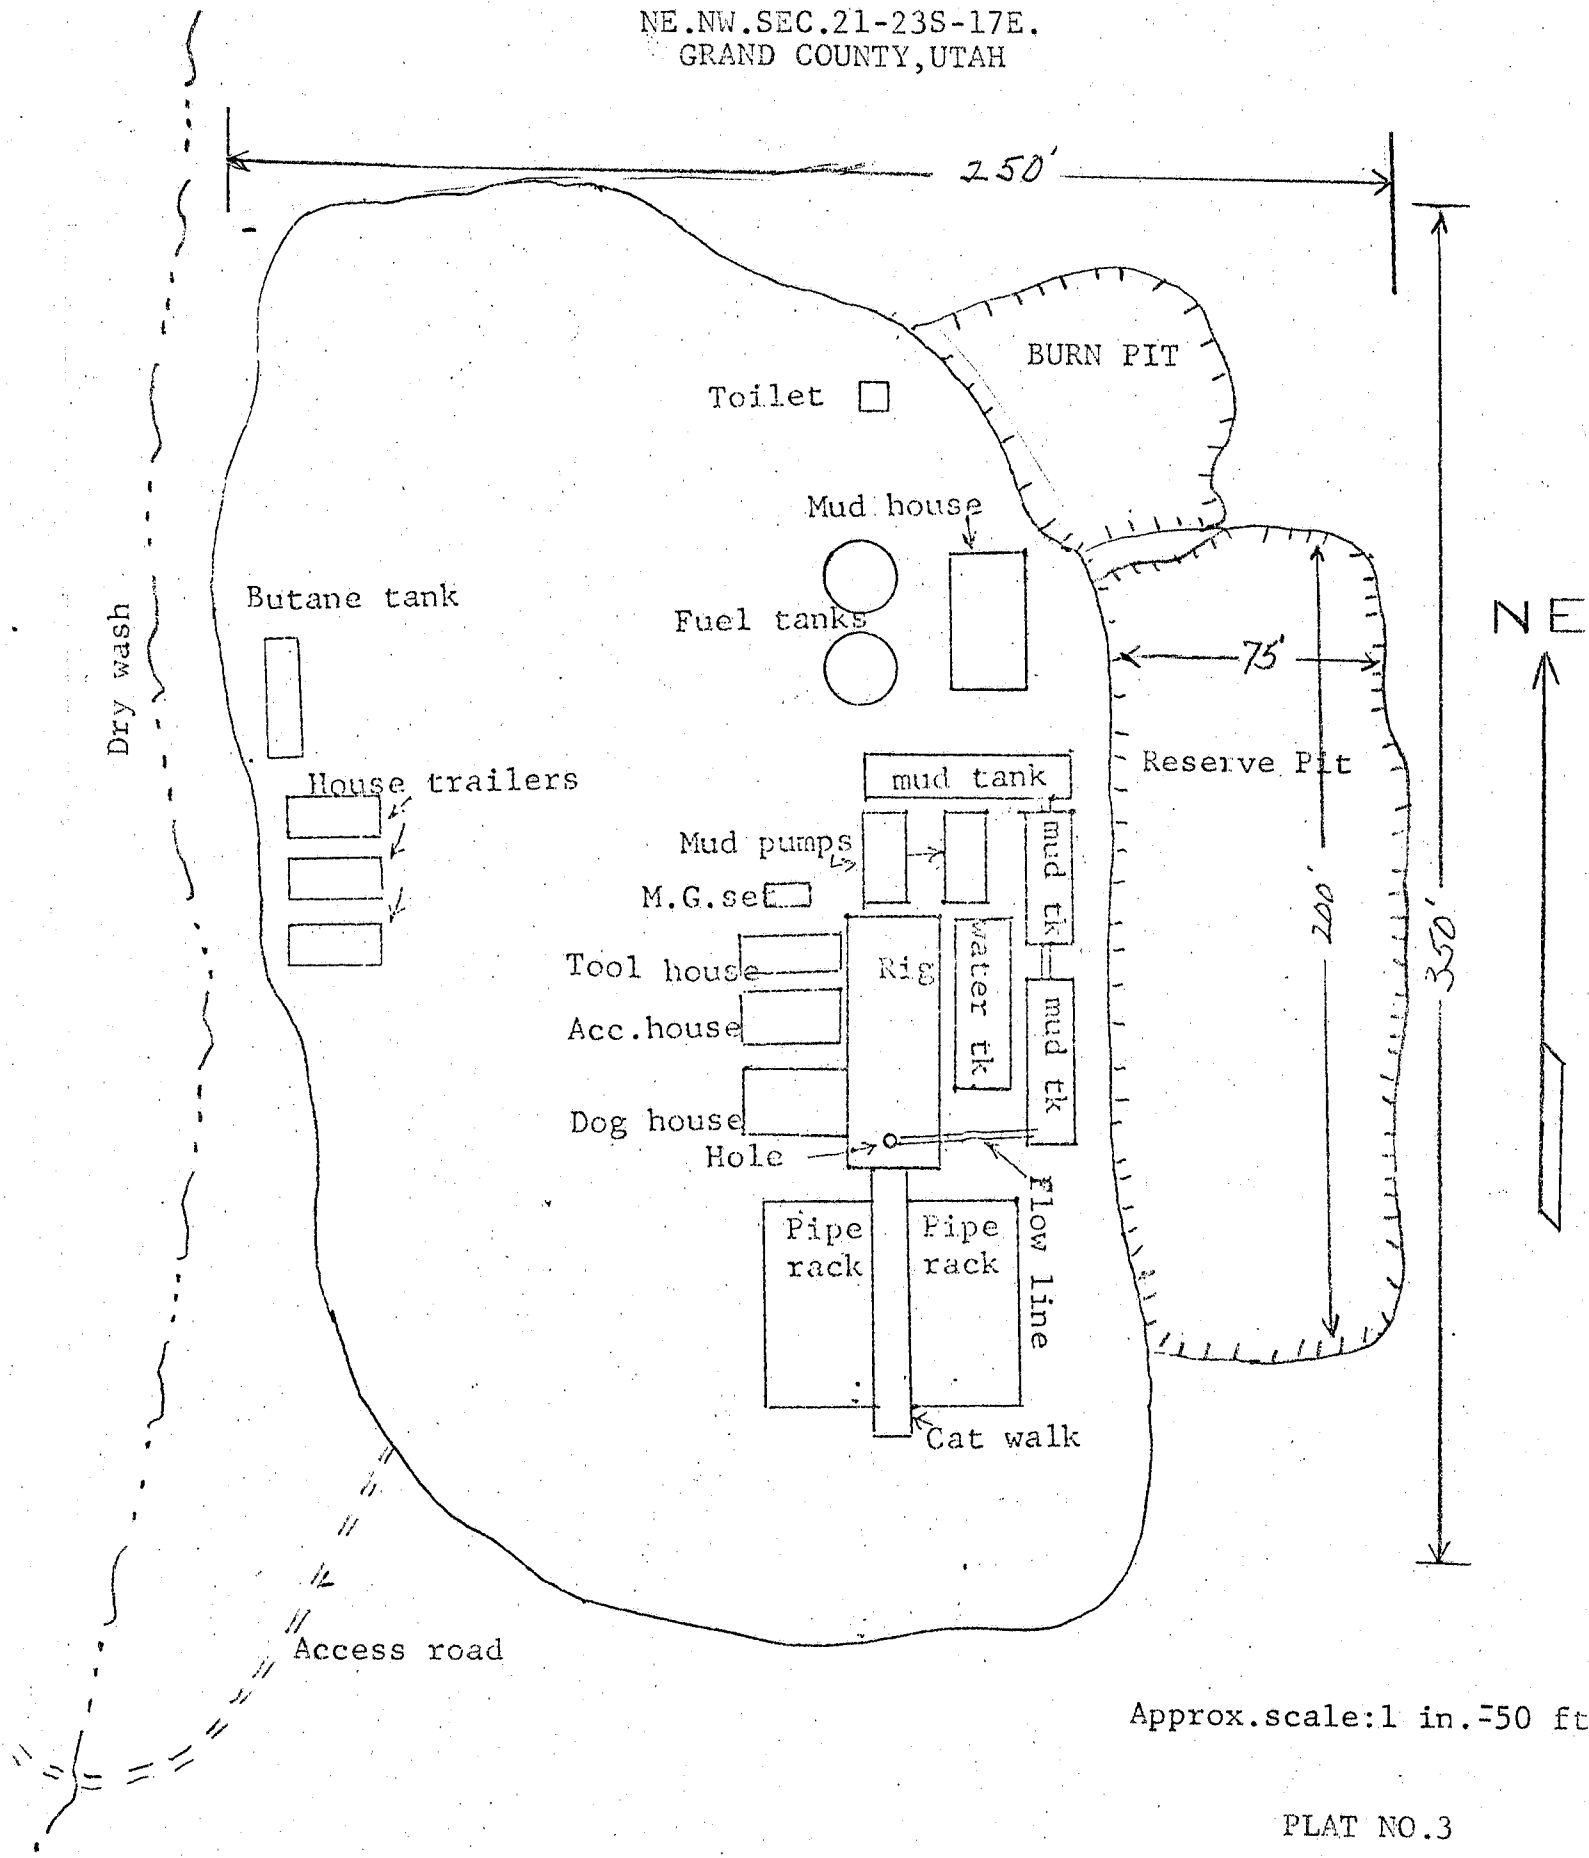 NE.NW.SEC.21-23S-17E.
GRAND COUNTY,UTAH
250'
BURN PIT
Toilet
Mud house
Butane tank
Fuel tanks
NE
Dry wash
75'
Reserve Pit
House trailers
mud tank
Mud pumps
mud tk
M.G.set
200'
350'
Tool house
Rig
water tk.
Acc.house
mud tk
Dog house
Hole
Flow line
Pipe
rack
Pipe
rack
Cat walk
Access road
Approx.scale:1 in.=50 ft
PLAT NO.3